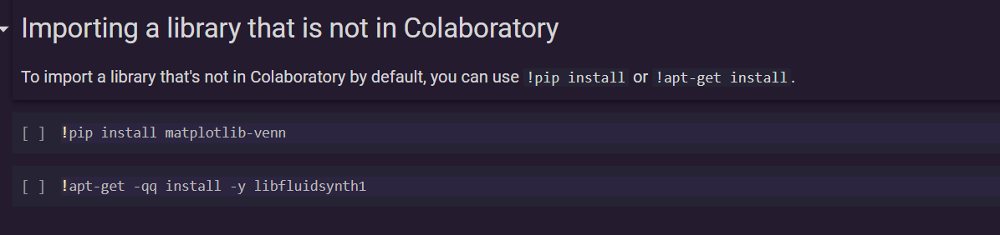 Importing a library that is not in Colaboratory
To import a library that's not in Colaboratory by default, you can use !pip install or !apt-get install.
[ ] !pip install matplotlib-venn
[ ] !apt-get -qq install -y libfluidsynth1